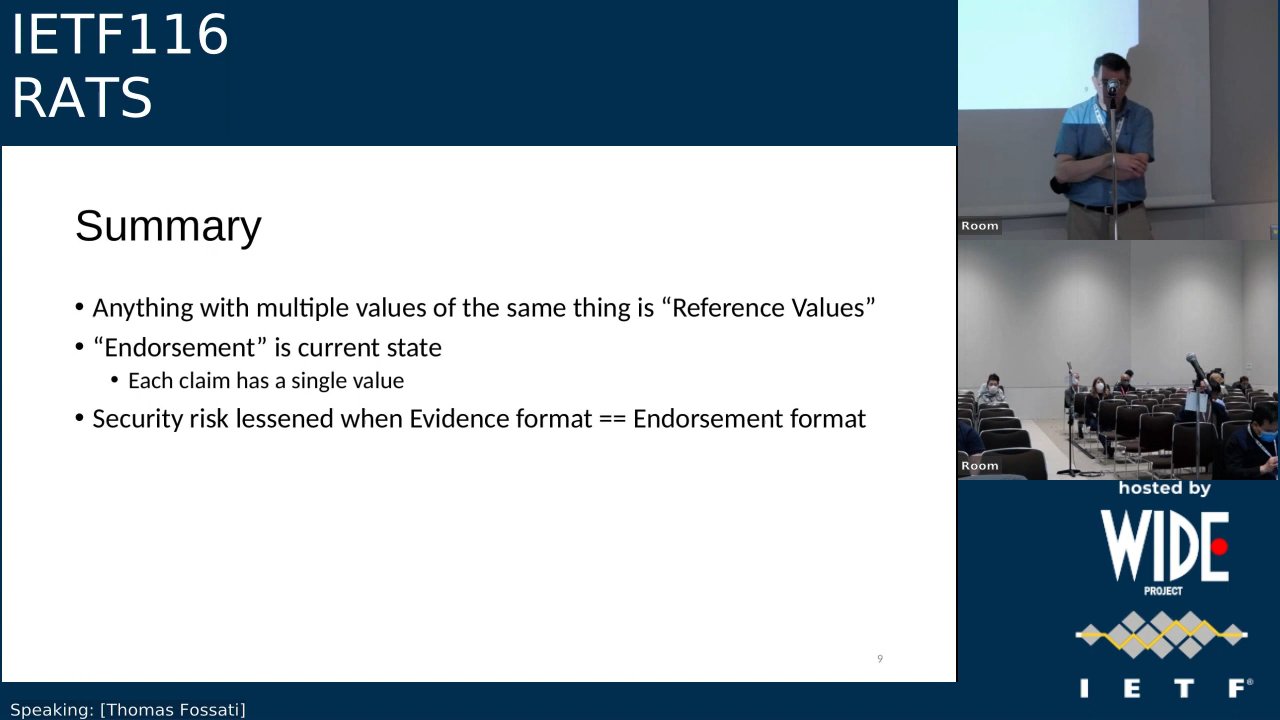 IETF116
RATS
Summary
• Anything with multiple values of the same thing is “Reference Values”
• “Endorsement” is current state
• Each claim has a single value
• Security risk lessened when Evidence format == Endorsement format
9
Speaking: [Thomas Fossati]
Room
Room
hosted by
WIDE
PROJECT
I E T F®